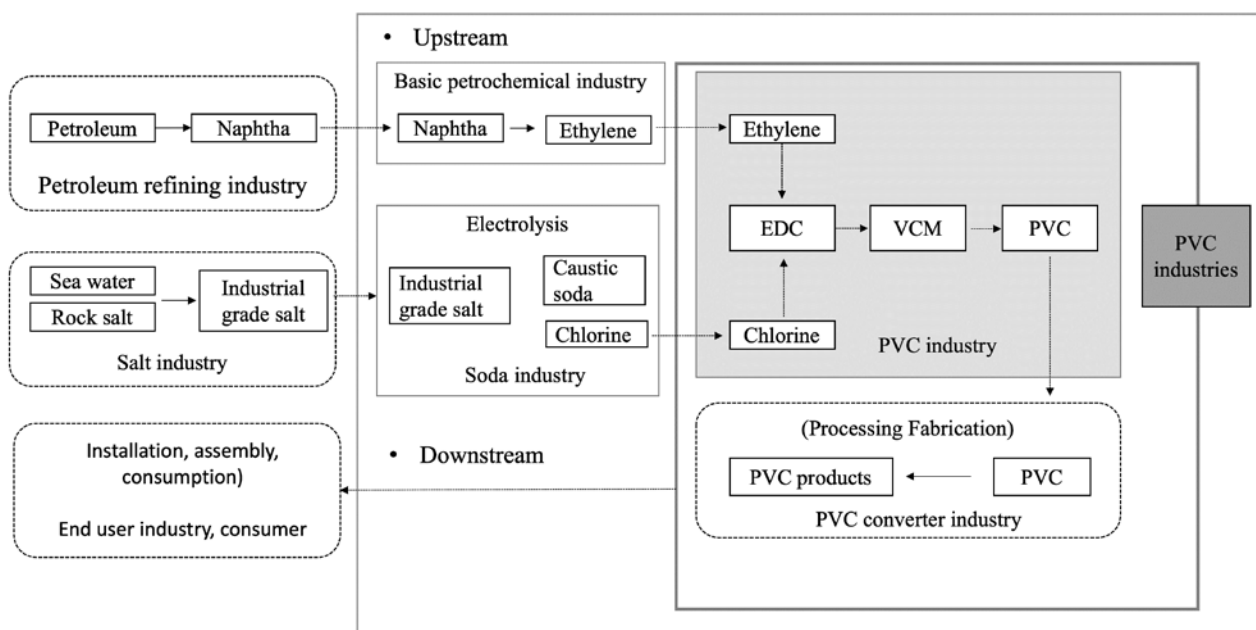 • Upstream
Basic petrochemical industry
Petroleum
Naphtha
Naphtha
Ethylene
Ethylene
Petroleum refining industry
Electrolysis
EDC
VCM
PVC
PVC
industries
Sea water
Rock salt
Industrial
grade salt
Industrial
grade salt
Caustic
soda
Chlorine
Chlorine
PVC industry
Salt industry
Soda industry
(Processing Fabrication)
Installation, assembly,
consumption)
• Downstream
PVC products
PVC
End user industry, consumer
PVC converter industry